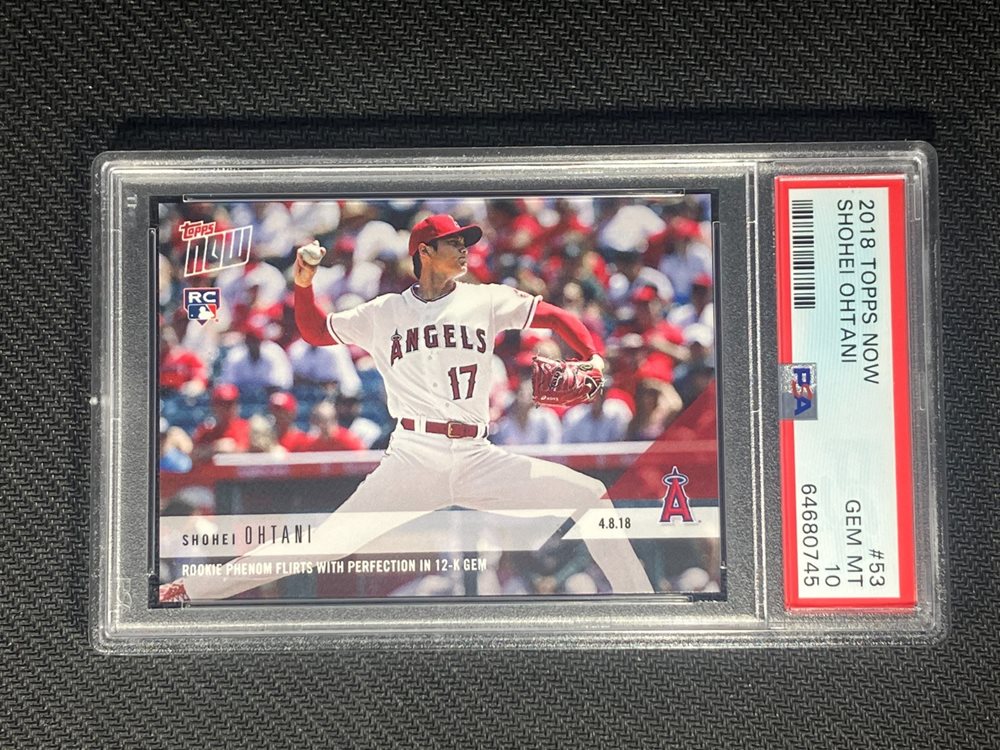 topps
NOW
RC
ANGELS
17
A
SHOHEI OHTANI
4.8.18
ROOKIE PHENOM FLIRTS WITH PERFECTION IN 12-K GEM
2018 TOPPS NOW #53
SHOHEI OHTANI GEM MT
10
PSA 64680745